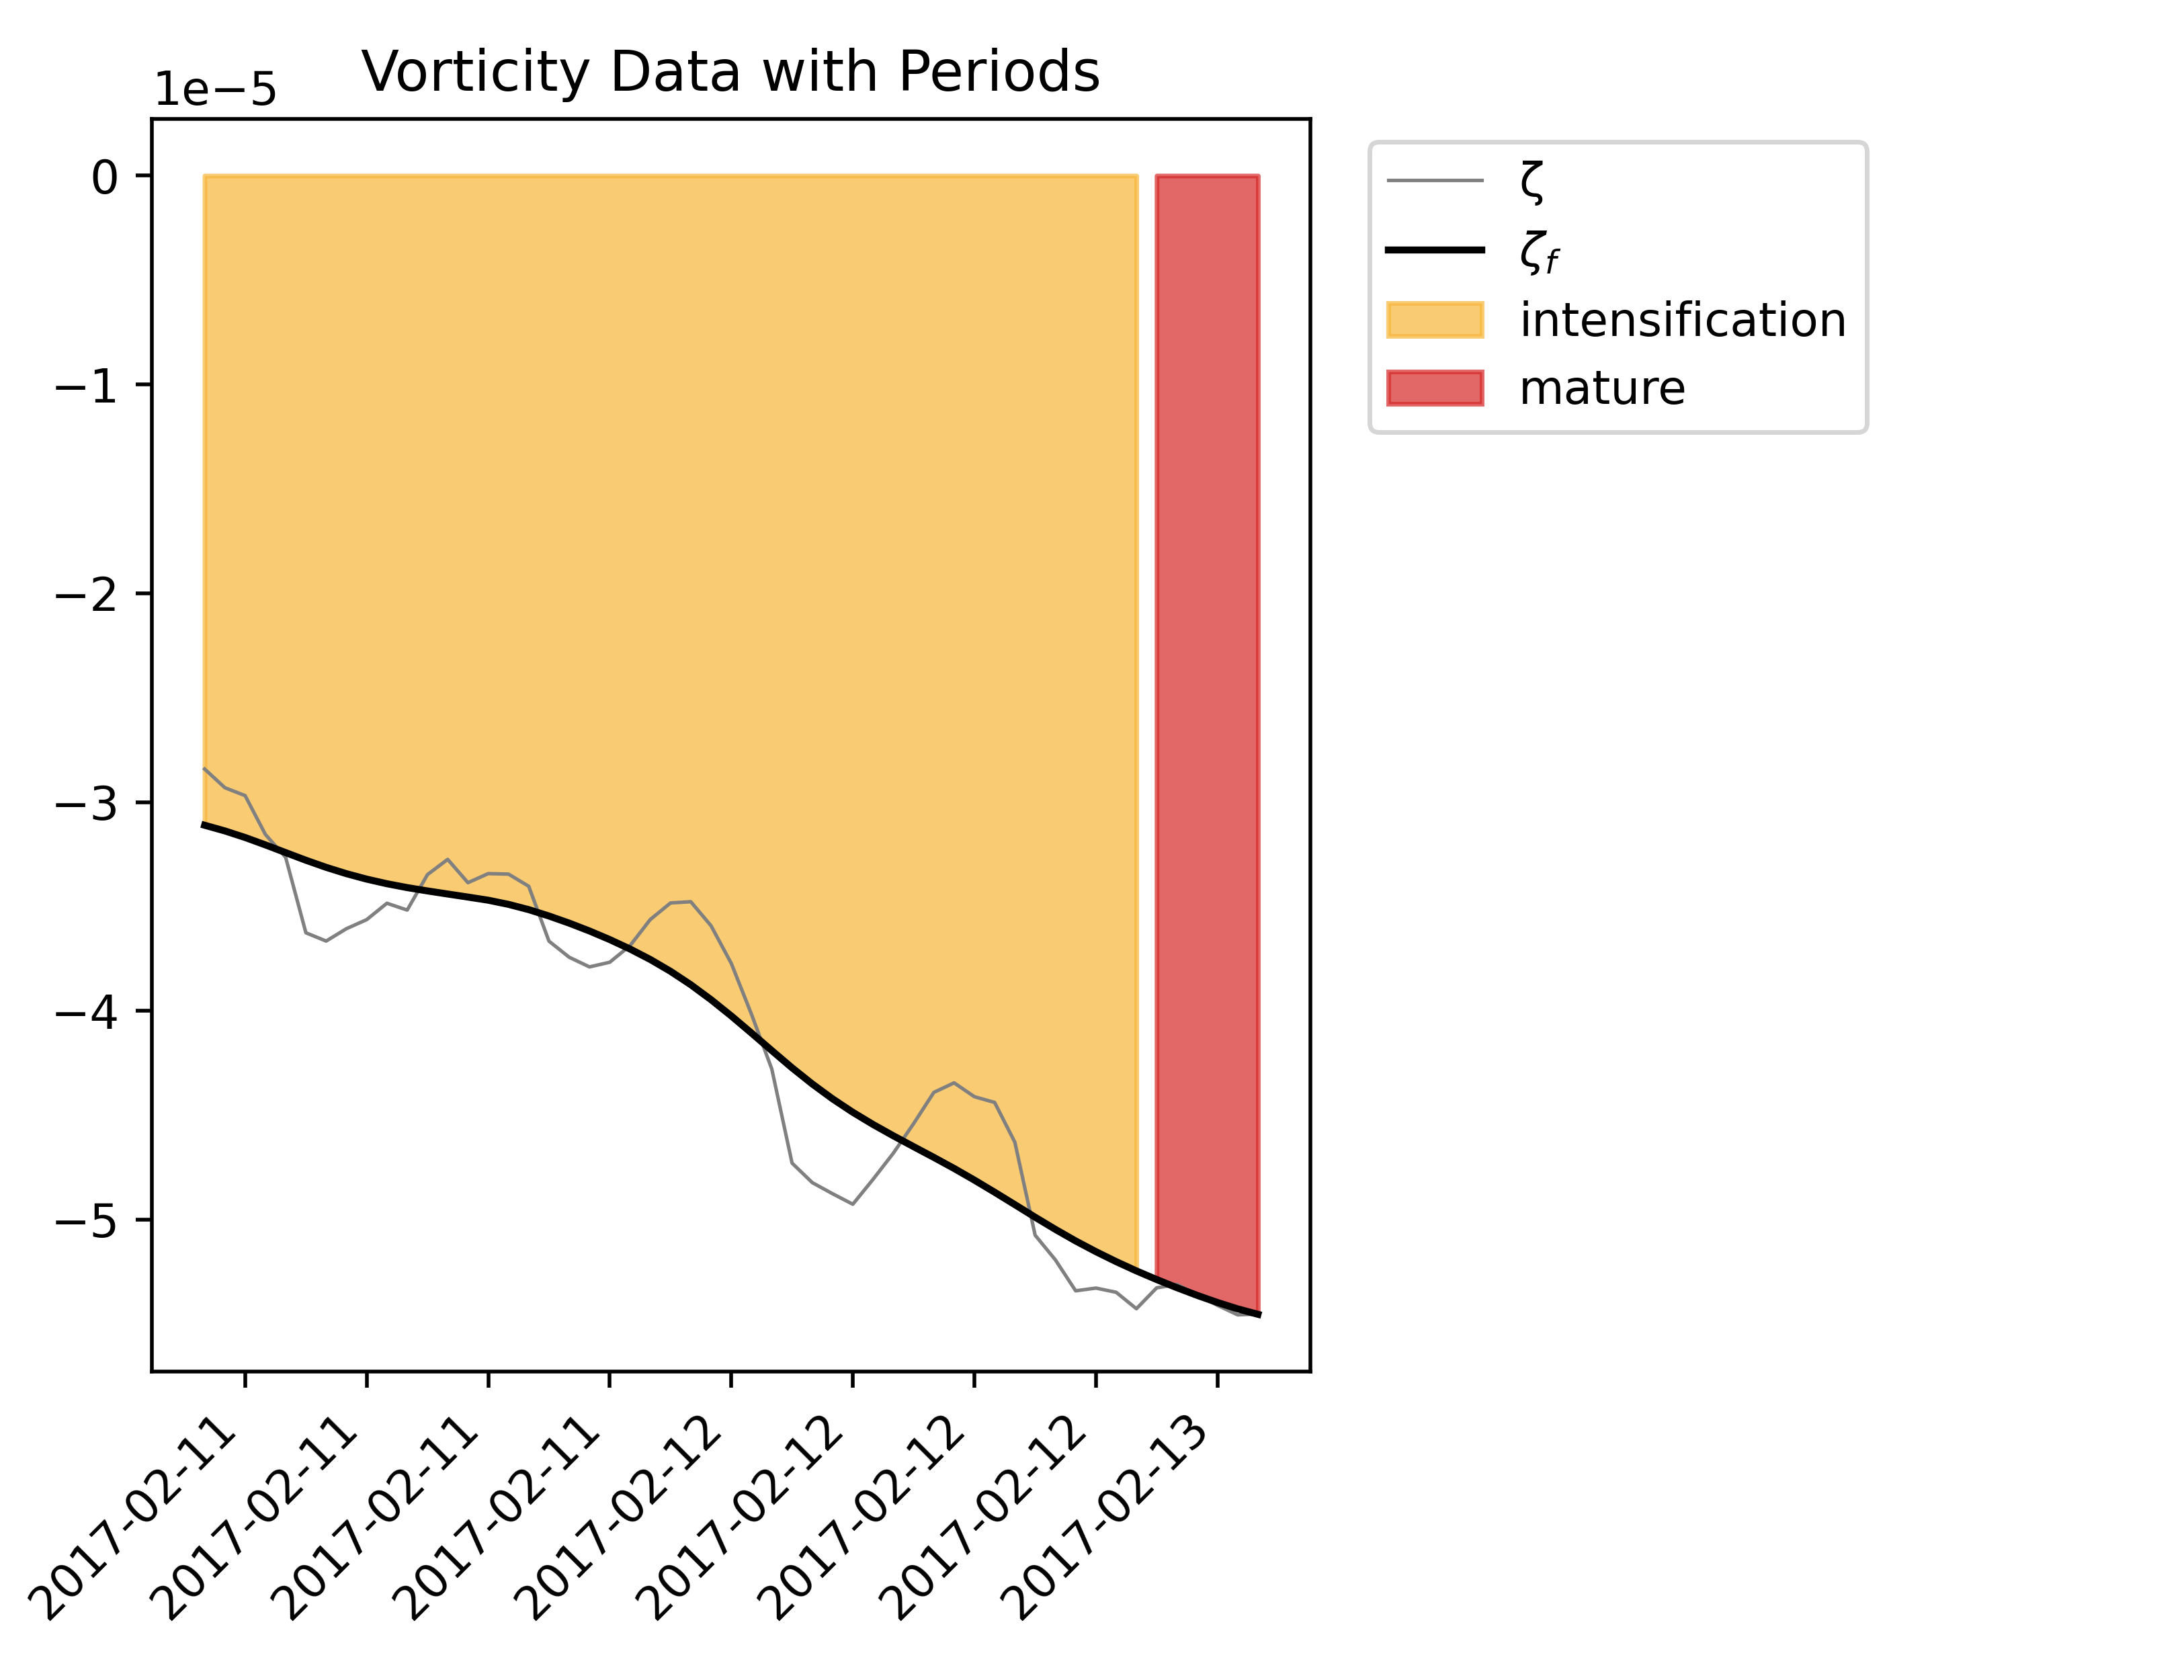 Vorticity Data with Periods
1e−5
0
−1
−2
−3
−4
−5
2017-02-11
2017-02-11
2017-02-11
2017-02-11
2017-02-12
2017-02-12
2017-02-12
2017-02-12
2017-02-13
ζ
ζf
intensification
mature